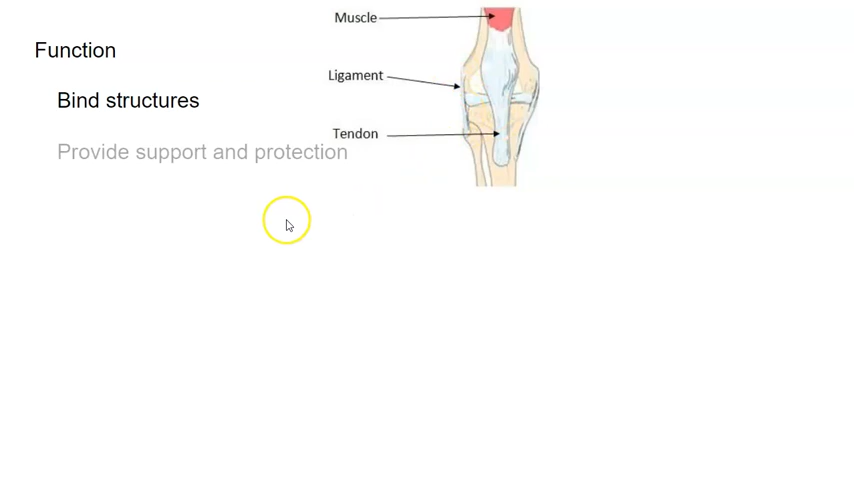 Muscle
Function
Ligament
Bind structures
Tendon
Provide support and protection